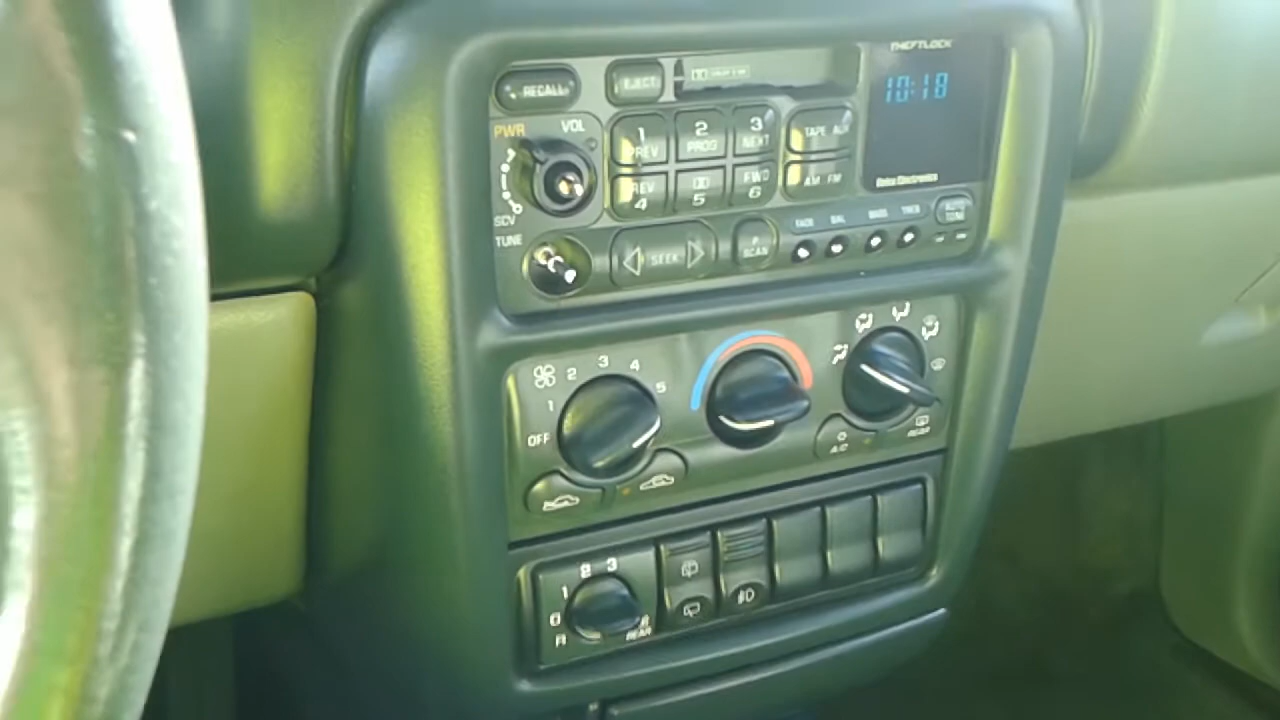 THEFTLOCK
RECALL
EJECT
10:18
PWR
VOL
1
PREV
2
PROG
3
NEXT
TAPE AUX
REV
4
5
FWD
6
AM FM
Delco Electronics
SCV
TUNE
SEEK
P
SCAN
FADE
BAL
BASS
TREB
AUTO
TONE
1
2
3
4
5
OFF
A/C
REAR
1
2
3
REAR